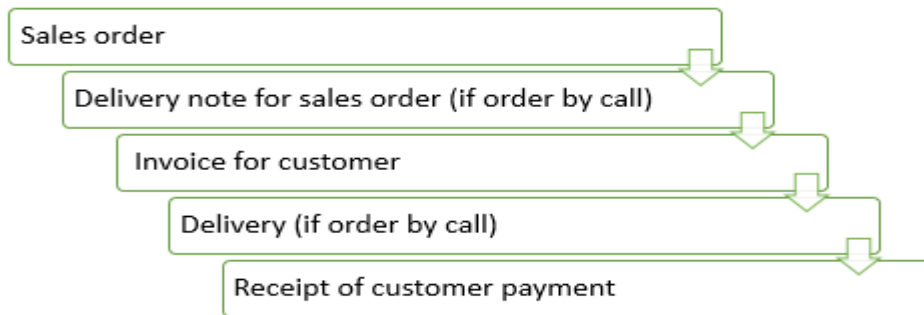 Sales order
Delivery note for sales order (if order by call)
Invoice for customer
Delivery (if order by call)
Receipt of customer payment